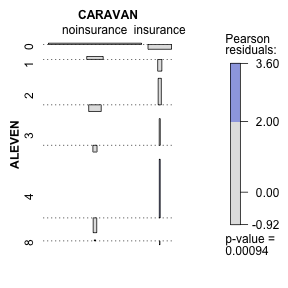 CARAVAN
noinsurance insurance
ALEVEN
0
1
2
3
4
8
Pearson
residuals:
3.60
2.00
0.00
-0.92
p-value =
0.00094